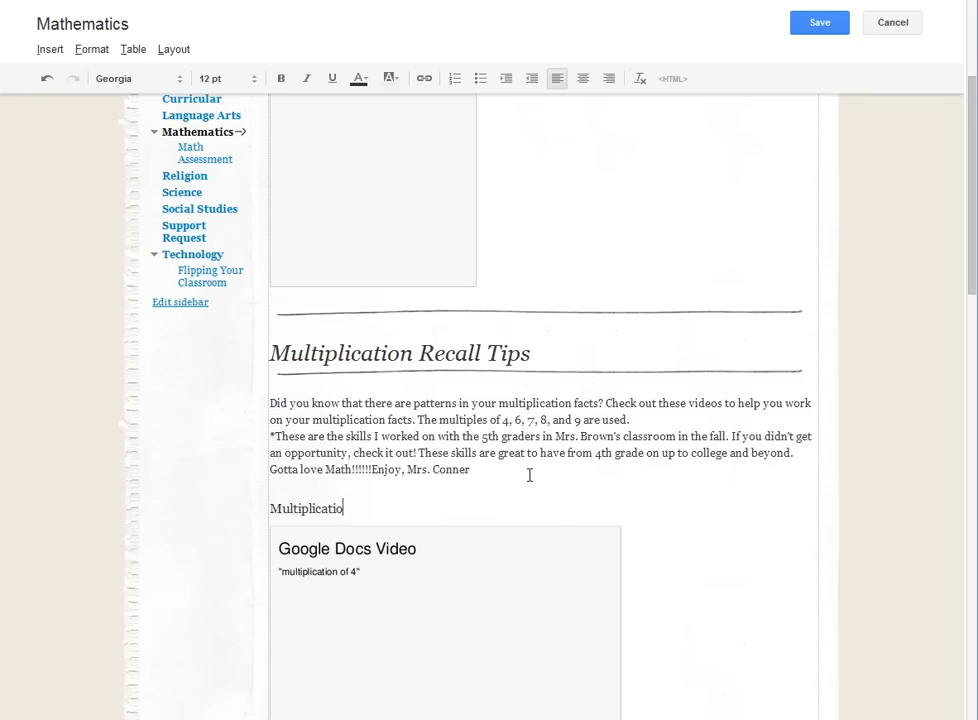 Mathematics
Save
Cancel
Insert Format Table Layout
Georgia 12 pt B I U A A <HTML>
Curricular
Language Arts
Mathematics
Math
Assessment
Religion
Science
Social Studies
Support
Request
Technology
Flipping Your
Classroom
Edit sidebar
Multiplication Recall Tips
Did you know that there are patterns in your multiplication facts? Check out these videos to help you work
on your multiplication facts. The multiples of 4, 6, 7, 8, and 9 are used.
*These are the skills I worked on with the 5th graders in Mrs. Brown's classroom in the fall. If you didn't get
an opportunity, check it out! These skills are great to have from 4th grade on up to college and beyond.
Gotta love Math!!!!!!Enjoy, Mrs. Conner
Multiplicatio
Google Docs Video
"multiplication of 4"